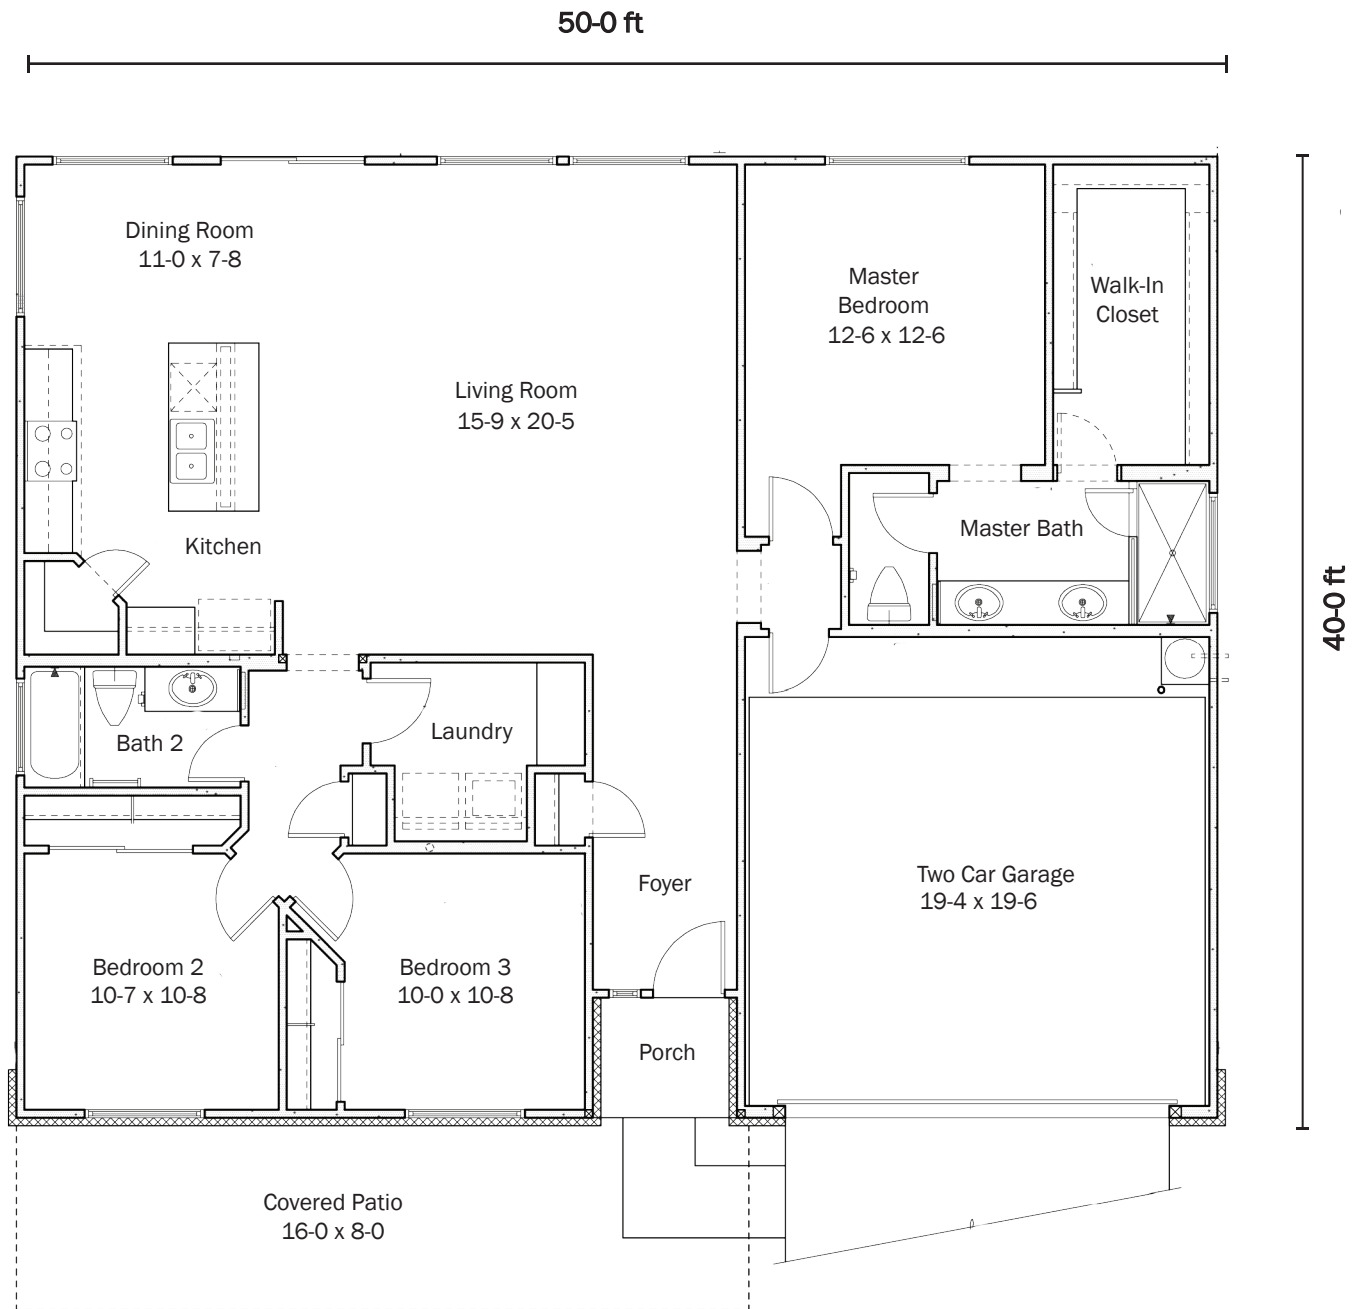 50-0 ft
Dining Room
11-0 x 7-8
Master
Bedroom
12-6 x 12-6
Walk-In
Closet
Living Room
15-9 x 20-5
Kitchen
Master Bath
40-0 ft
Laundry
Bath 2
Foyer
Two Car Garage
19-4 x 19-6
Bedroom 2
10-7 x 10-8
Bedroom 3
10-0 x 10-8
Porch
Covered Patio
16-0 x 8-0